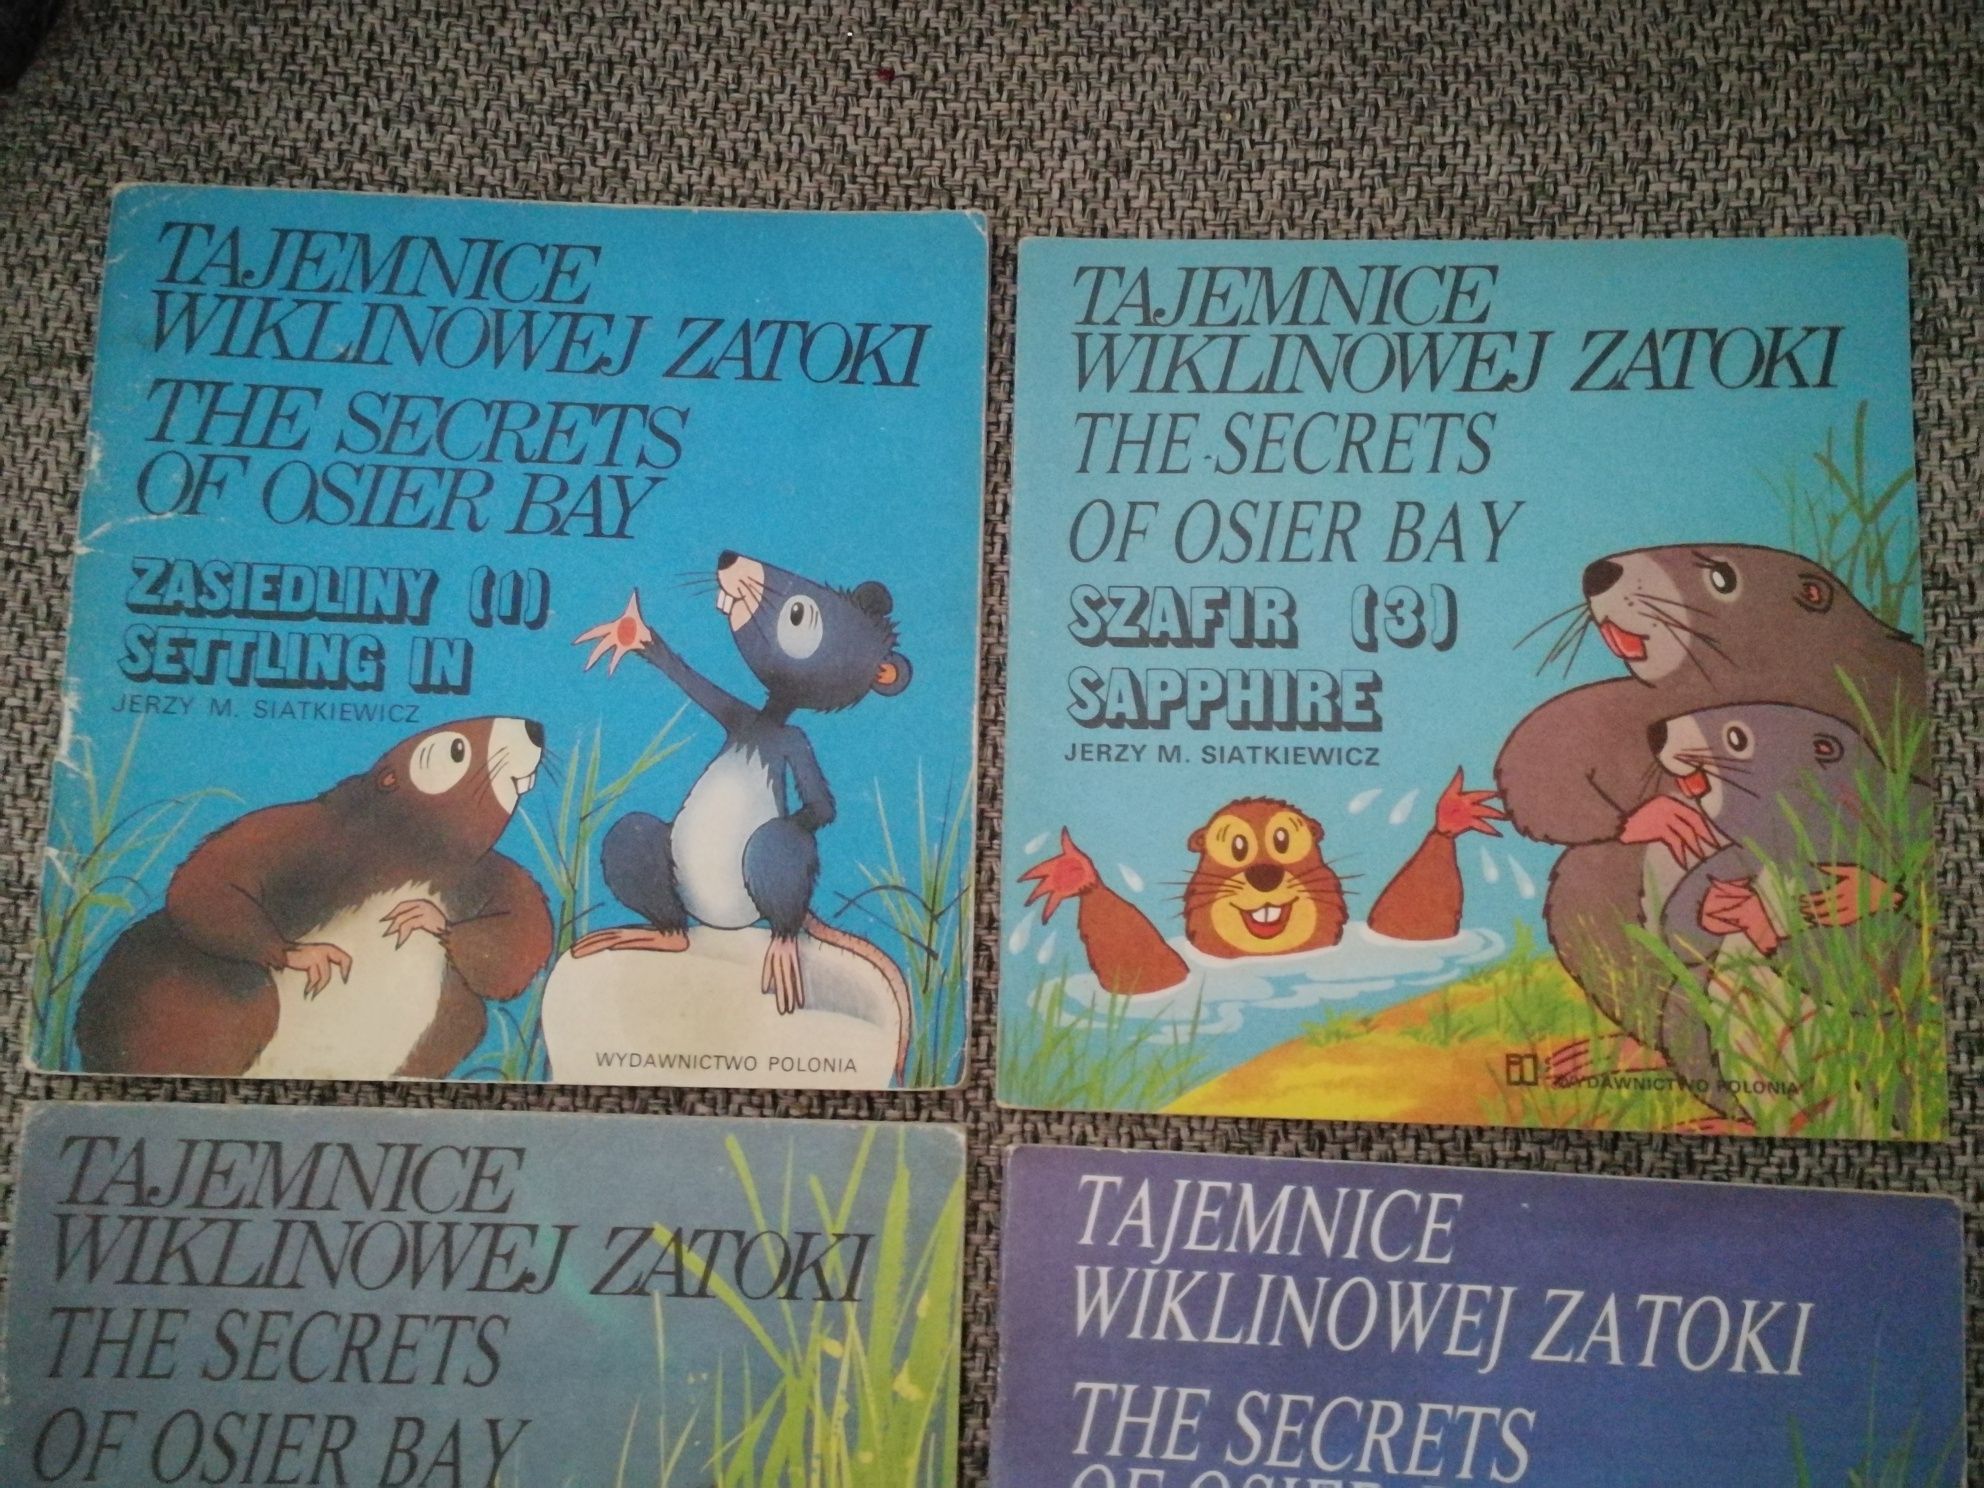 TAJEMNICE
WIKLINOWEJ ZATOKI
THE SECRETS
OF OSIER BAY
ZASIEDLINY (1)
SETTLING IN
JERZY M. SIATKIEWICZ
WYDAWNICTWO POLONIA
TAJEMNICE
WIKLINOWEJ ZATOKI
THE SECRETS
OF OSIER BAY
SZAFIR (3)
SAPPHIRE
JERZY M. SIATKIEWICZ
WYDAWNICTWO POLONIA
TAJEMNICE
WIKLINOWEJ ZATOKI
THE SECRETS
OF OSIER BAY
TAJEMNICE
WIKLINOWEJ ZATOKI
THE SECRETS
OF OSIER